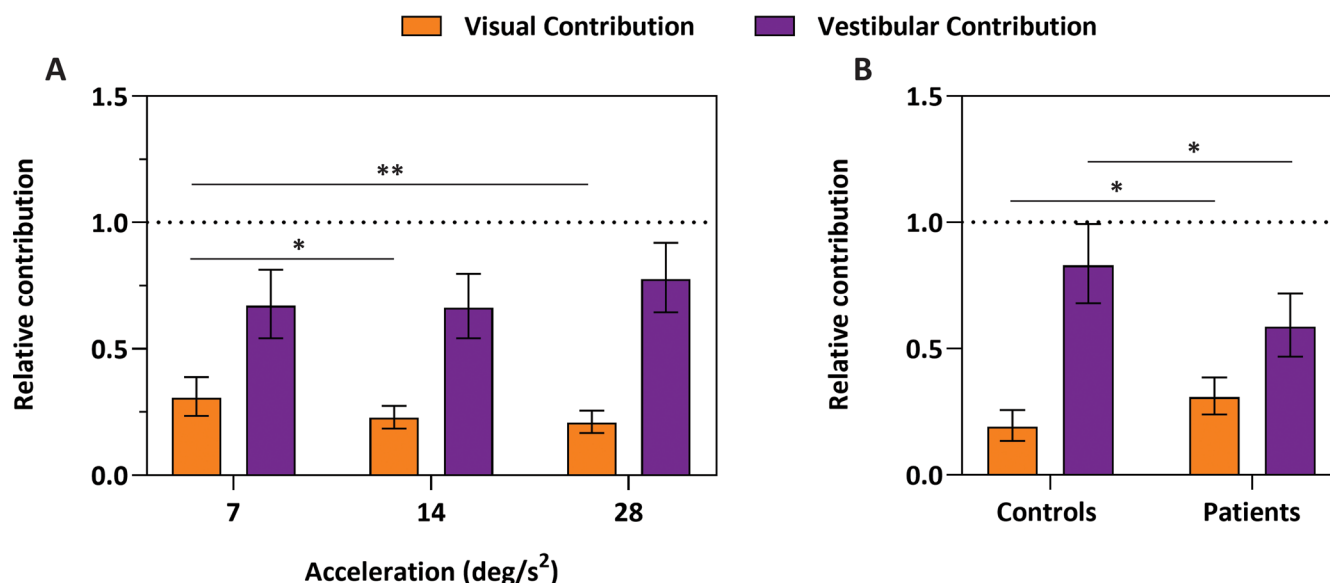 Visual Contribution Vestibular Contribution
A
Relative contribution
1.5
1.0
0.5
0.0
**
*
7 14 28
Acceleration (deg/s²)
B
Relative contribution
1.5
1.0
0.5
0.0
*
*
Controls Patients